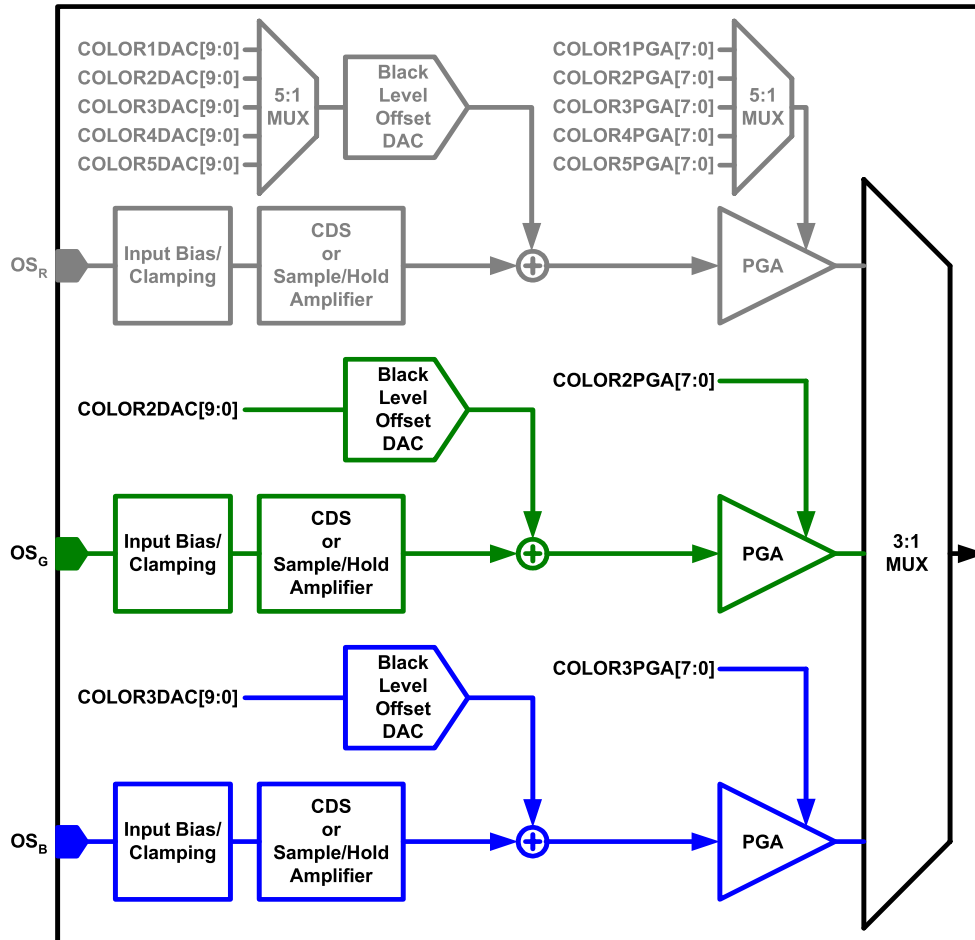 COLOR1DAC[9:0]
COLOR2DAC[9:0]
COLOR3DAC[9:0]
COLOR4DAC[9:0]
COLOR5DAC[9:0]
5:1
MUX
Black
Level
Offset
DAC
COLOR1PGA[7:0]
COLOR2PGA[7:0]
COLOR3PGA[7:0]
COLOR4PGA[7:0]
COLOR5PGA[7:0]
5:1
MUX
OSR
Input Bias/
Clamping
CDS
or
Sample/Hold
Amplifier
PGA
COLOR2DAC[9:0]
Black
Level
Offset
DAC
COLOR2PGA[7:0]
OSG
Input Bias/
Clamping
CDS
or
Sample/Hold
Amplifier
PGA
3:1
MUX
COLOR3DAC[9:0]
Black
Level
Offset
DAC
COLOR3PGA[7:0]
OSB
Input Bias/
Clamping
CDS
or
Sample/Hold
Amplifier
PGA